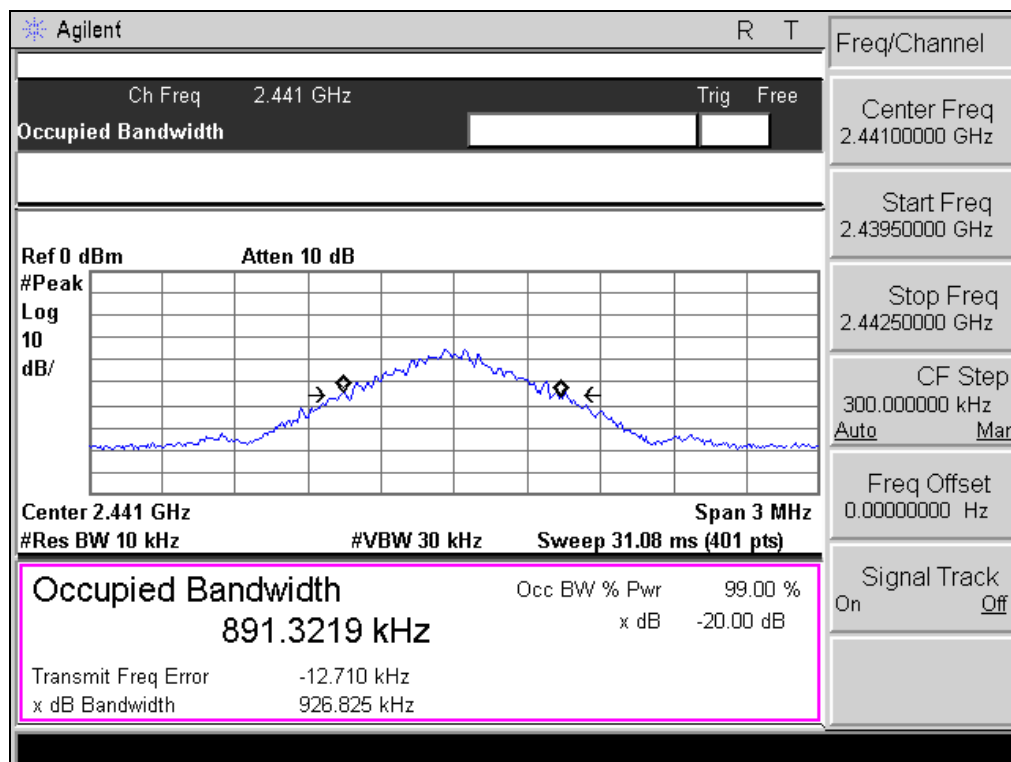 Agilent R T
Ch Freq 2.441 GHz Trig Free
Occupied Bandwidth
Ref 0 dBm Atten 10 dB
#Peak
Log
10
dB/
Center 2.441 GHz Span 3 MHz
#Res BW 10 kHz #VBW 30 kHz Sweep 31.08 ms (401 pts)
Occupied Bandwidth
891.3219 kHz
Occ BW % Pwr 99.00 %
x dB -20.00 dB
Transmit Freq Error -12.710 kHz
x dB Bandwidth 926.825 kHz
Freq/Channel
Center Freq
2.44100000 GHz
Start Freq
2.43950000 GHz
Stop Freq
2.44250000 GHz
CF Step
300.000000 kHz
Auto Man
Freq Offset
0.00000000 Hz
Signal Track
On Off